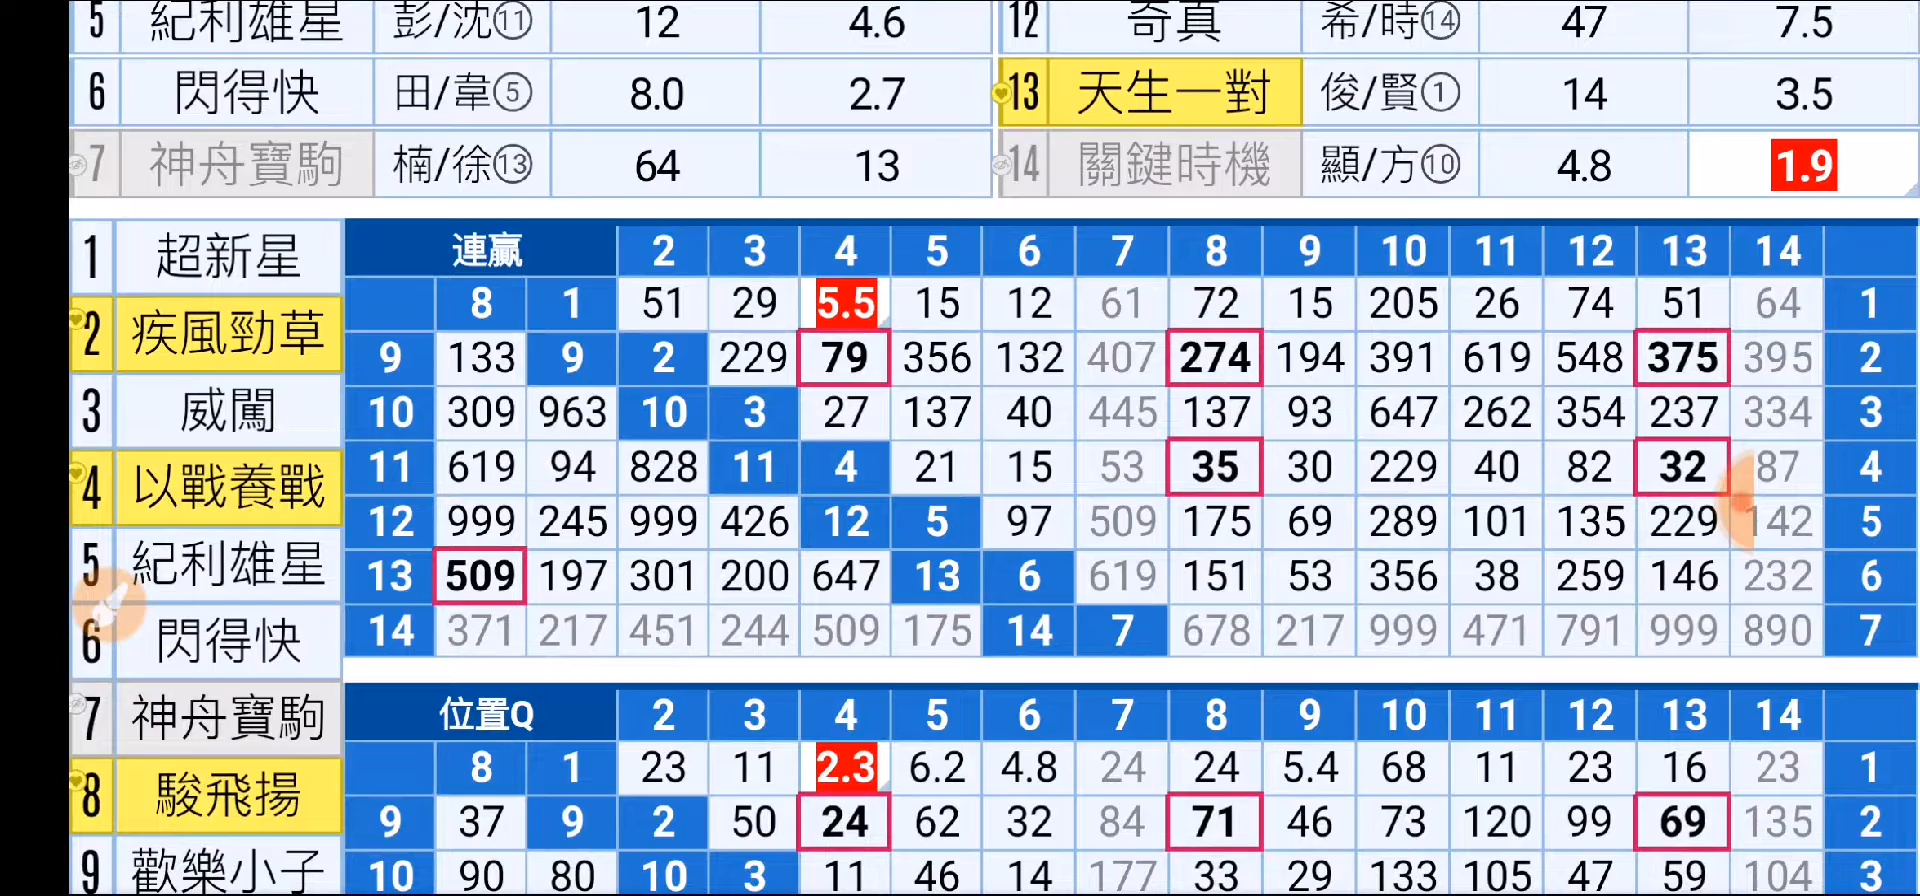 5 紀利雄星 彭/沈⑪ 12 4.6 12 奇真 希/時⑭ 47 7.5
6 閃得快 田/韋⑤ 8.0 2.7 13 天生一對 俊/賢① 14 3.5
7 神舟寶駒 楠/徐⑬ 64 13 14 關鍵時機 顯/方⑩ 4.8 1.9
1 超新星
2 疾風勁草
3 威闖
4 以戰養戰
5 紀利雄星
6 閃得快
7 神舟寶駒
8 駿飛揚
9 歡樂小子
連贏 2 3 4 5 6 7 8 9 10 11 12 13 14
8 1 51 29 5.5 15 12 61 72 15 205 26 74 51 64 1
9 133 9 2 229 79 356 132 407 274 194 391 619 548 375 395 2
10 309 963 10 3 27 137 40 445 137 93 647 262 354 237 334 3
11 619 94 828 11 4 21 15 53 35 30 229 40 82 32 87 4
12 999 245 999 426 12 5 97 509 175 69 289 101 135 229 142 5
13 509 197 301 200 647 13 6 619 151 53 356 38 259 146 232 6
14 371 217 451 244 509 175 14 7 678 217 999 471 791 999 890 7
位置Q 2 3 4 5 6 7 8 9 10 11 12 13 14
8 1 23 11 2.3 6.2 4.8 24 24 5.4 68 11 23 16 23 1
9 37 9 2 50 24 62 32 84 71 46 73 120 99 69 135 2
10 90 80 10 3 11 46 14 177 33 29 133 105 47 59 104 3